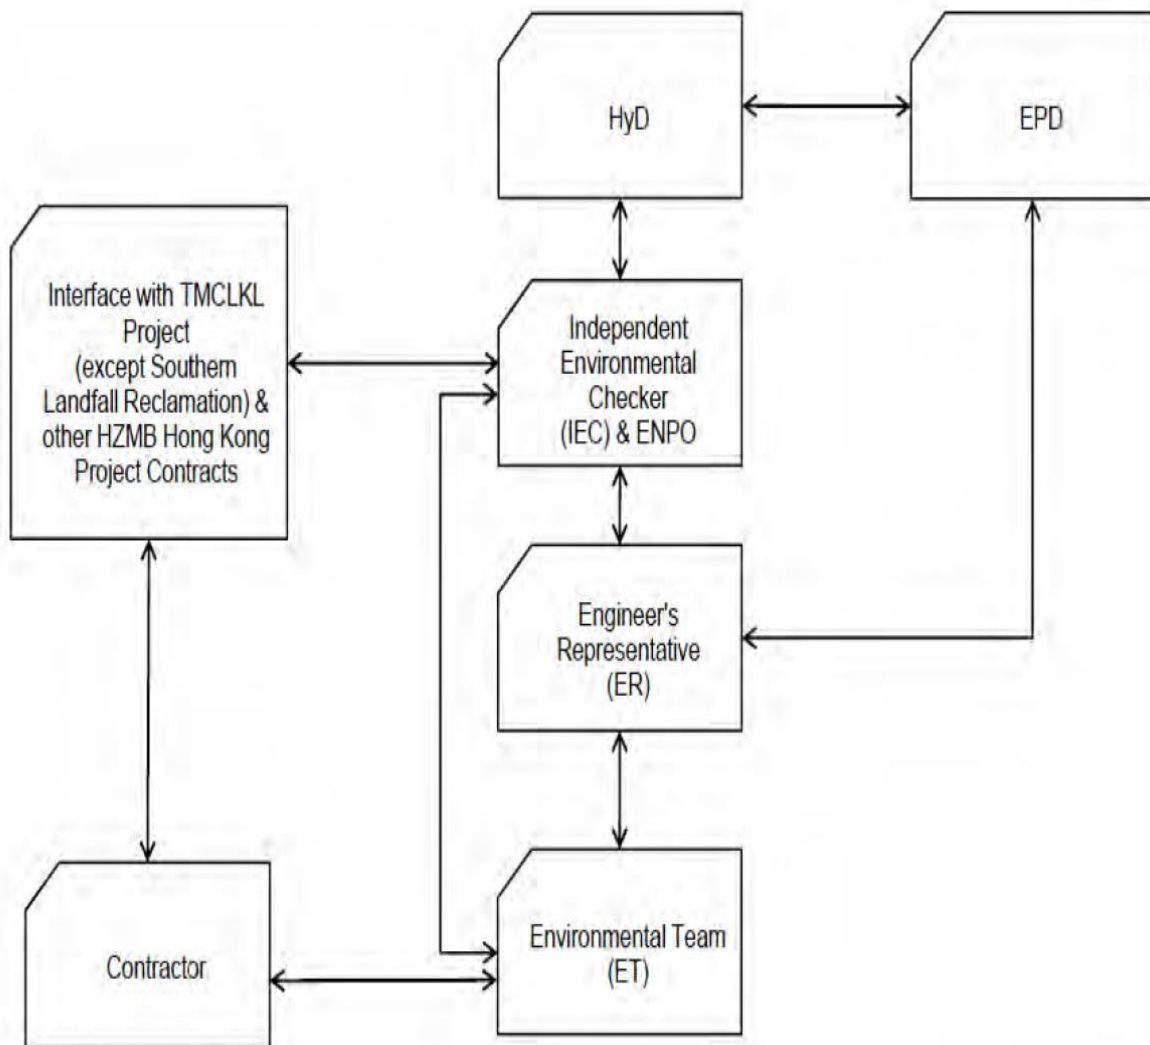 HyD
EPD
Interface with TMCLKL
Project
(except Southern
Landfall Reclamation) &
other HZMB Hong Kong
Project Contracts
Independent
Environmental
Checker
(IEC) & ENPO
Engineer's
Representative
(ER)
Contractor
Environmental Team
(ET)